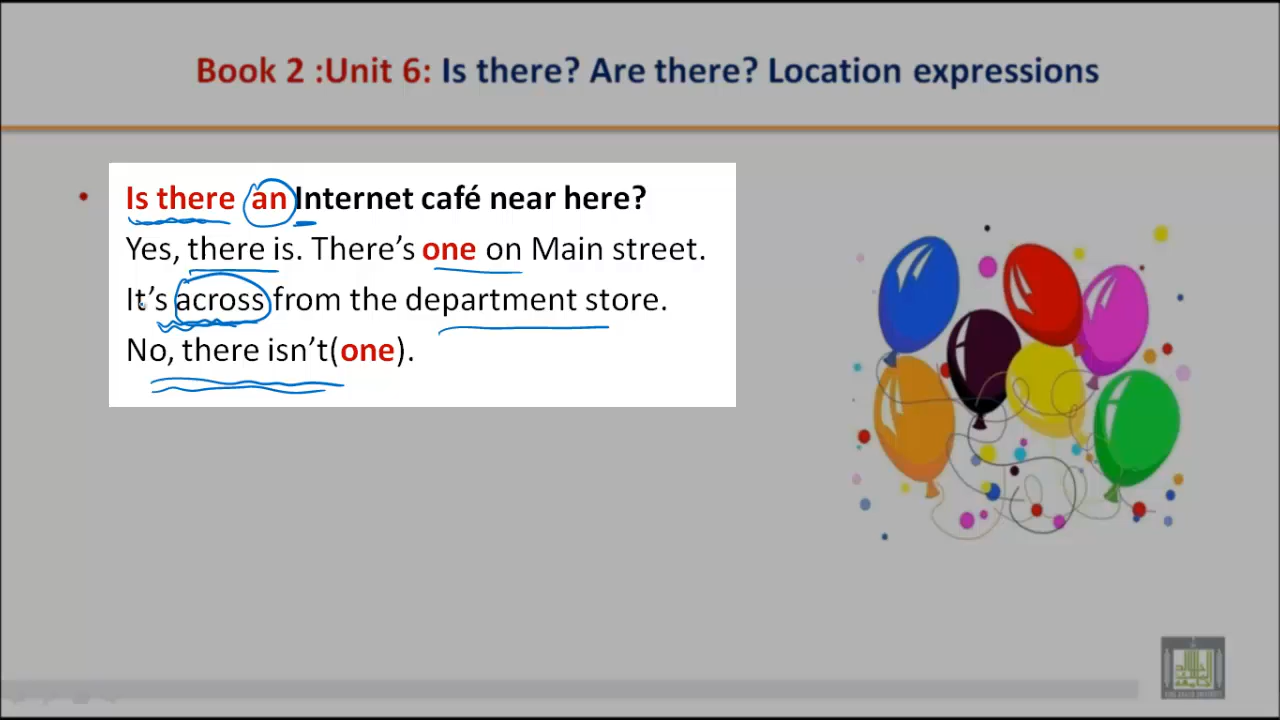 Book 2 :Unit 6: Is there? Are there? Location expressions
• Is there an Internet café near here?
Yes, there is. There's one on Main street.
It's across from the department store.
No, there isn't(one).